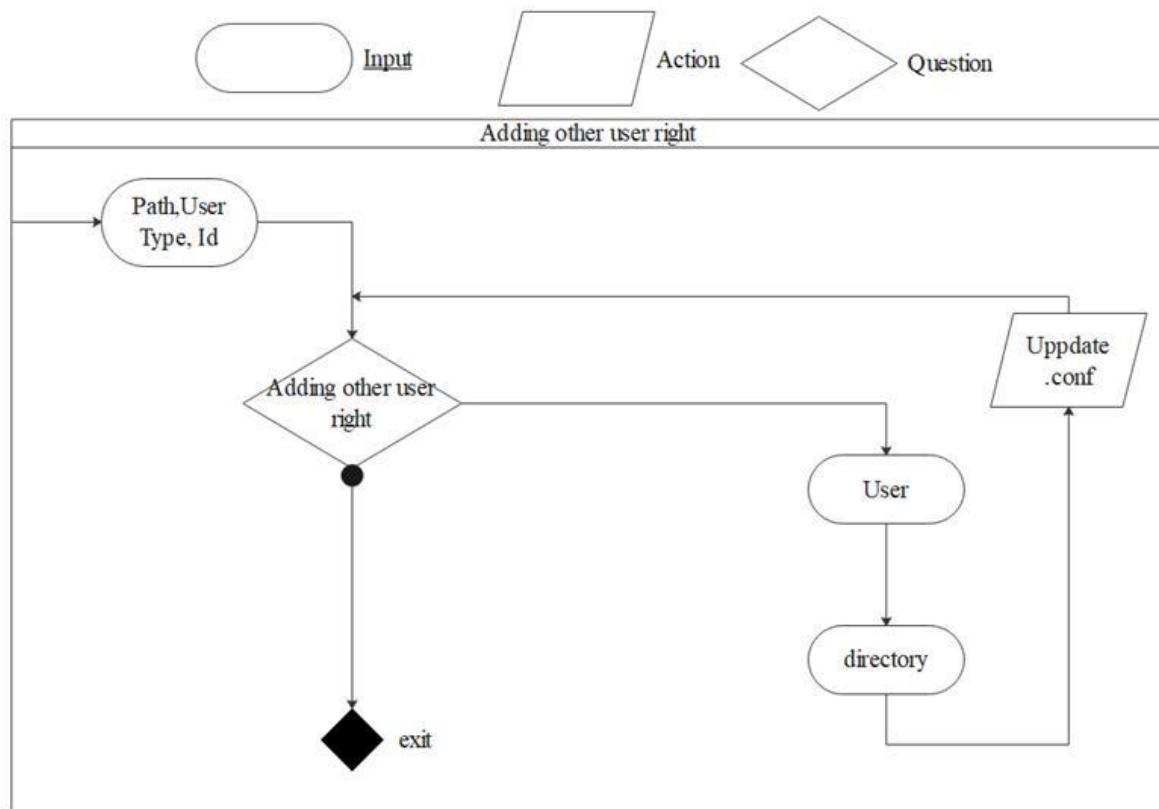 Input
Action
Question
Adding other user right
Path,User
Type, Id
Adding other user
right
Uppdate
.conf
User
directory
exit